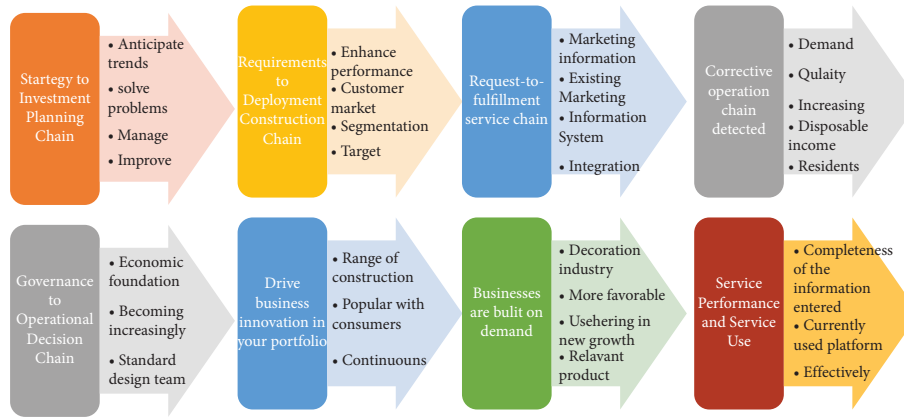 Startegy to
Investment
Planning
Chain
• Anticipate
trends
• solve
problems
• Manage
• Improve
Requirements
to
Deployment
Construction
Chain
• Enhance
performance
• Customer
market
• Segmentation
• Target
Request-to-
fulfillment
service chain
• Marketing
information
• Existing
Marketing
• Information
System
• Integration
Corrective
operation
chain
detected
• Demand
• Qulaity
• Increasing
• Disposable
income
• Residents
Governance
to
Operational
Decision
Chain
• Economic
foundation
• Becoming
increasingly
• Standard
design team
Drive
business
innovation in
your portfolio
• Range of
construction
• Popular with
consumers
• Continuouns
Businesses
are bulit on
demand
• Decoration
industry
• More favorable
• Usehering in
new growth
• Relavant
product
Service
Performance
and Service
Use
• Completeness
of the
information
entered
• Currently
used platform
• Effectively